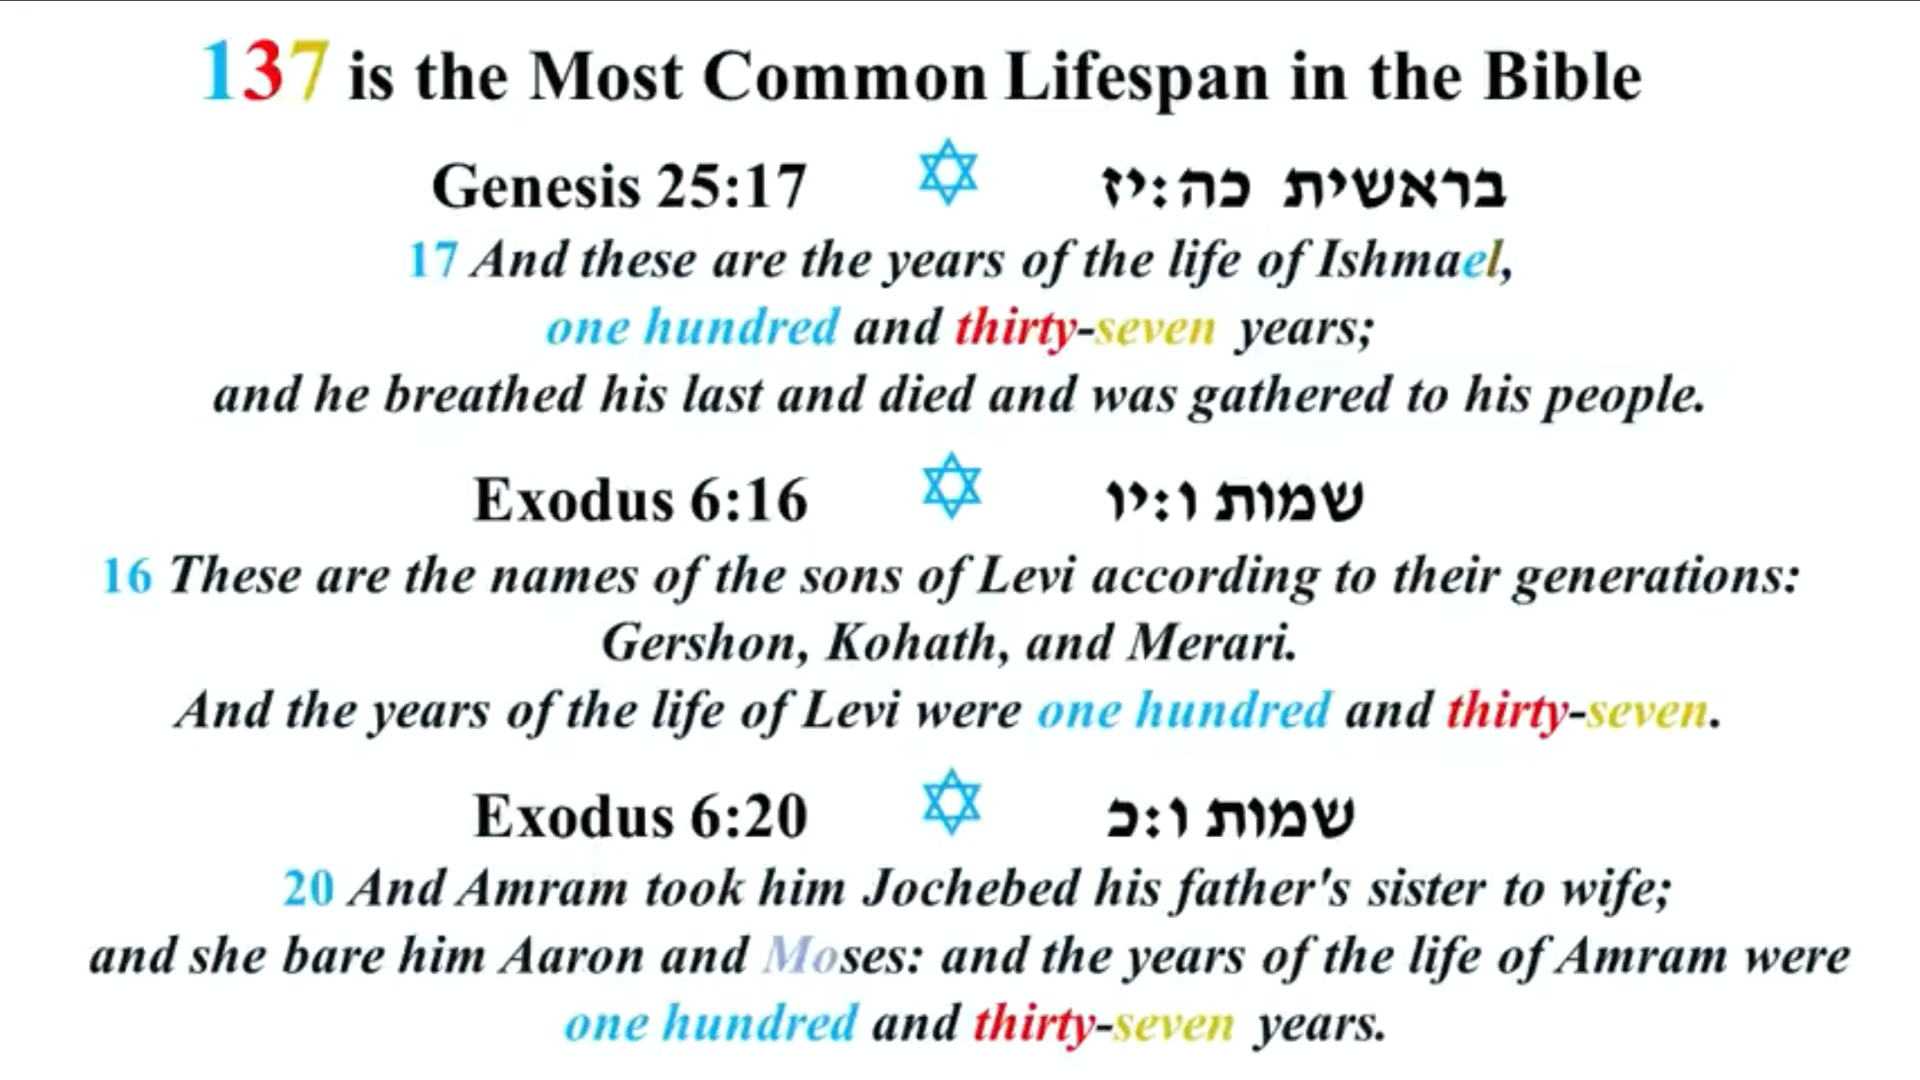 137 is the Most Common Lifespan in the Bible
Genesis 25:17 בראשית כה:יז
17 And these are the years of the life of Ishmael,
one hundred and thirty-seven years;
and he breathed his last and died and was gathered to his people.
Exodus 6:16 שמות ו:יו
16 These are the names of the sons of Levi according to their generations:
Gershon, Kohath, and Merari.
And the years of the life of Levi were one hundred and thirty-seven.
Exodus 6:20 שמות ו:כ
20 And Amram took him Jochebed his father's sister to wife;
and she bare him Aaron and Moses: and the years of the life of Amram were
one hundred and thirty-seven years.